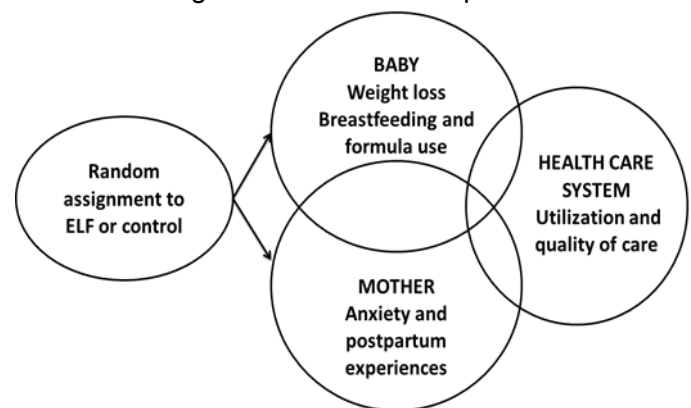 Random
assignment to
ELF or control
BABY
Weight loss
Breastfeeding and
formula use
MOTHER
Anxiety and
postpartum
experiences
HEALTH CARE
SYSTEM
Utilization and
quality of care